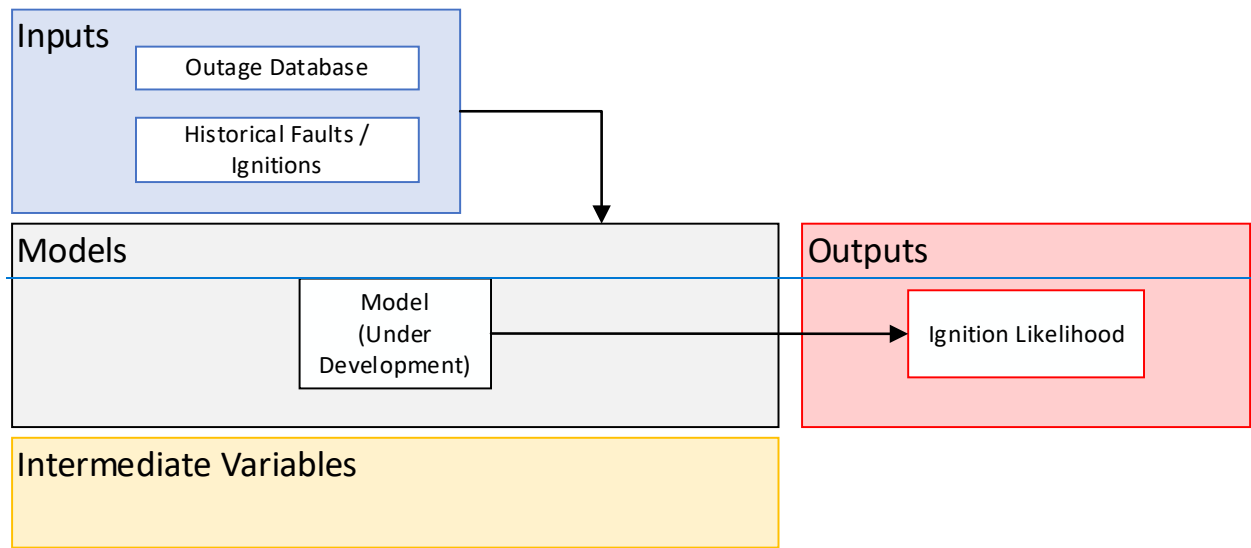 Inputs
Outage Database
Historical Faults /
Ignitions
Models
Outputs
Model
(Under
Development)
Ignition Likelihood
Intermediate Variables